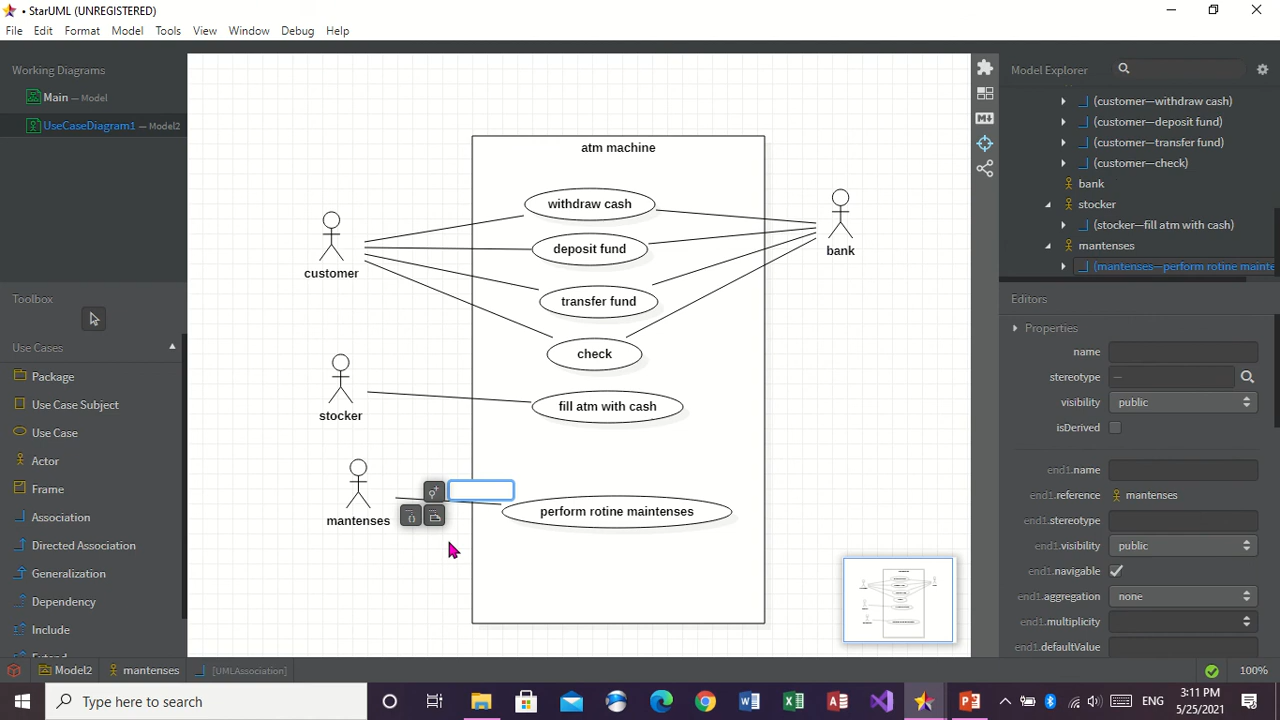 • StarUML (UNREGISTERED)
File Edit Format Model Tools View Window Debug Help
Working Diagrams
Main — Model
UseCaseDiagram1 — Model2
Toolbox
Use Cases
Package
Use Case Subject
Use Case
Actor
Frame
Association
Directed Association
Generalization
Dependency
Include
atm machine
withdraw cash
deposit fund
transfer fund
check
fill atm with cash
perform rotine maintenses
customer
stocker
mantenses
bank
Model Explorer
(customer—withdraw cash)
(customer—deposit fund)
(customer—transfer fund)
(customer—check)
bank
stocker
(stocker—fill atm with cash)
mantenses
(mantenses—perform rotine mainte
Editors
Properties
name
stereotype —
visibility public
isDerived
end1.name
end1.reference mantenses
end1.stereotype
end1.visibility public
end1.navigable
end1.aggregation none
end1.multiplicity
end1.defaultValue
Model2 mantenses [UMLAssociation] 100%
Type here to search
ENG
3:11 PM
5/25/2021